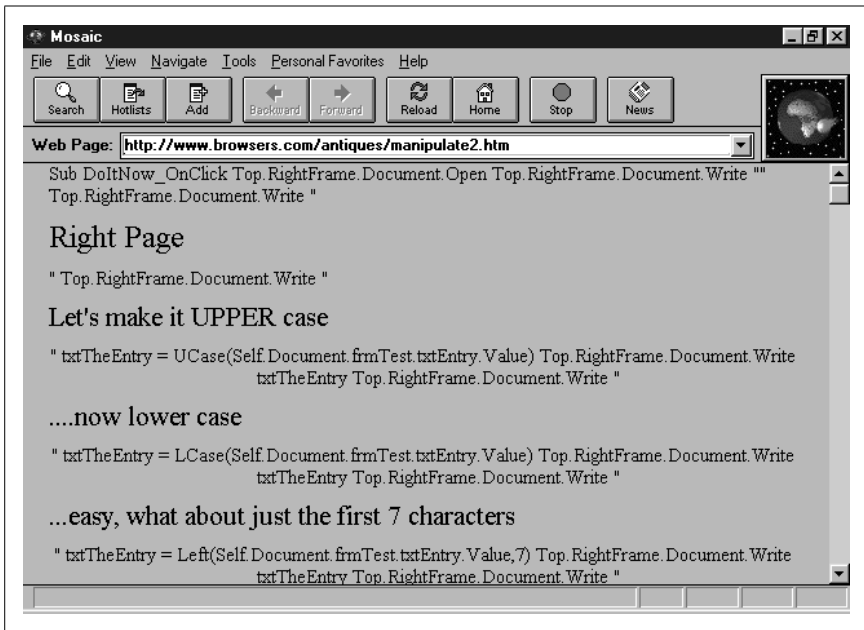 Mosaic
File Edit View Navigate Tools Personal Favorites Help
Search Hotlists Add Backward Forward Reload Home Stop News
Web Page: http://www.browsers.com/antiques/manipulate2.htm
Sub DoItNow_OnClick Top.RightFrame.Document.Open Top.RightFrame.Document.Write ""
Top.RightFrame.Document.Write "
Right Page
" Top.RightFrame.Document.Write "
Let's make it UPPER case
" txtTheEntry = UCase(Self.Document.frmTest.txtEntry.Value) Top.RightFrame.Document.Write
txtTheEntry Top.RightFrame.Document.Write "
....now lower case
" txtTheEntry = LCase(Self.Document.frmTest.txtEntry.Value) Top.RightFrame.Document.Write
txtTheEntry Top.RightFrame.Document.Write "
...easy, what about just the first 7 characters
" txtTheEntry = Left(Self.Document.frmTest.txtEntry.Value,7) Top.RightFrame.Document.Write
txtTheEntry Top.RightFrame.Document.Write "